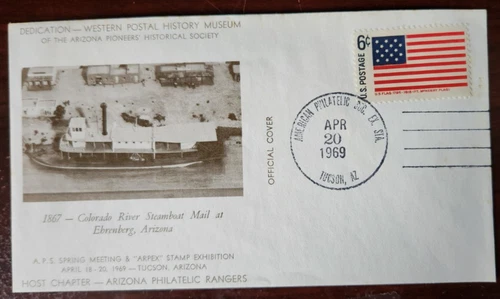 DEDICATION — WESTERN POSTAL HISTORY MUSEUM
OF THE ARIZONA PIONEERS' HISTORICAL SOCIETY
1867 — Colorado River Steamboat Mail at
Ehrenberg, Arizona
A.P.S. SPRING MEETING & "ARPEX" STAMP EXHIBITION
APRIL 18-20, 1969 — TUCSON, ARIZONA
HOST CHAPTER — ARIZONA PHILATELIC RANGERS
OFFICIAL COVER
AMERICAN PHILATELIC SOC. EX. STA.
APR
20
1969
TUCSON, AZ
6¢
U.S. POSTAGE